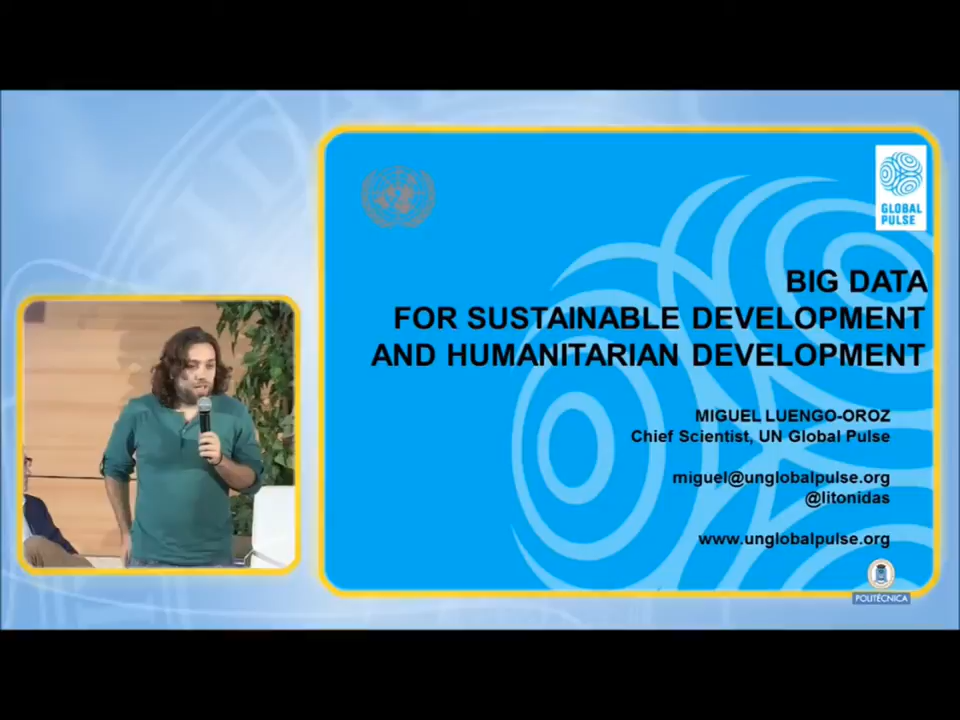 GLOBAL
PULSE
BIG DATA
FOR SUSTAINABLE DEVELOPMENT
AND HUMANITARIAN DEVELOPMENT
MIGUEL LUENGO-OROZ
Chief Scientist, UN Global Pulse
miguel@unglobalpulse.org
@litonidas
www.unglobalpulse.org
POLITÉCNICA